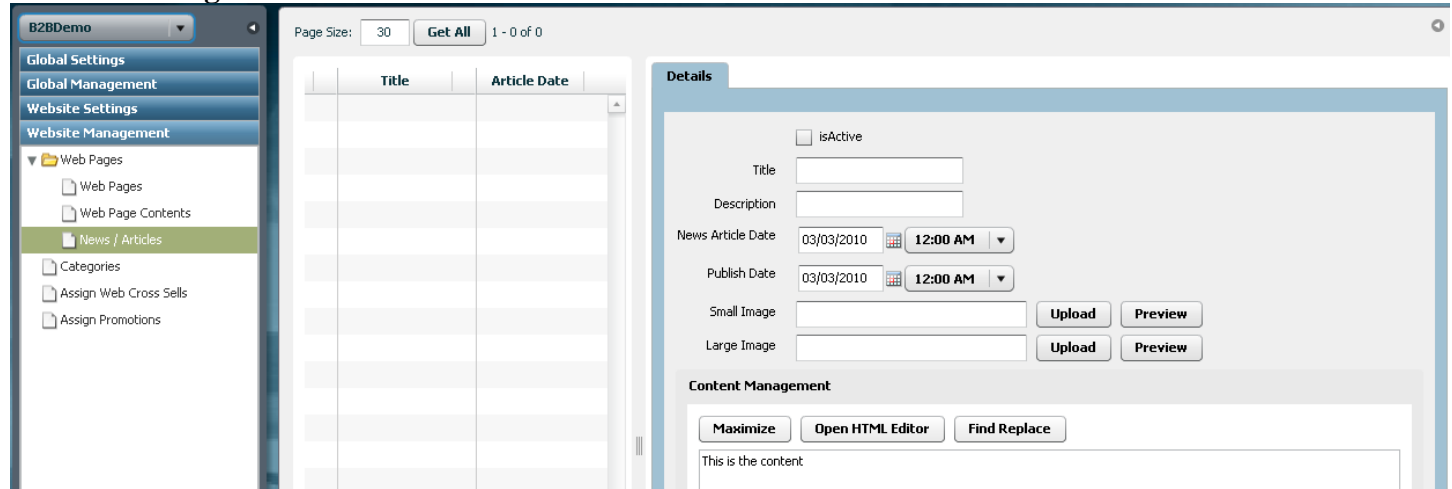 B2BDemo
Global Settings
Global Management
Website Settings
Website Management
Web Pages
Web Pages
Web Page Contents
News / Articles
Categories
Assign Web Cross Sells
Assign Promotions
Page Size: 30 Get All 1 - 0 of 0
Title Article Date
Details
isActive
Title
Description
News Article Date 03/03/2010 12:00 AM
Publish Date 03/03/2010 12:00 AM
Small Image Upload Preview
Large Image Upload Preview
Content Management
Maximize Open HTML Editor Find Replace
This is the content